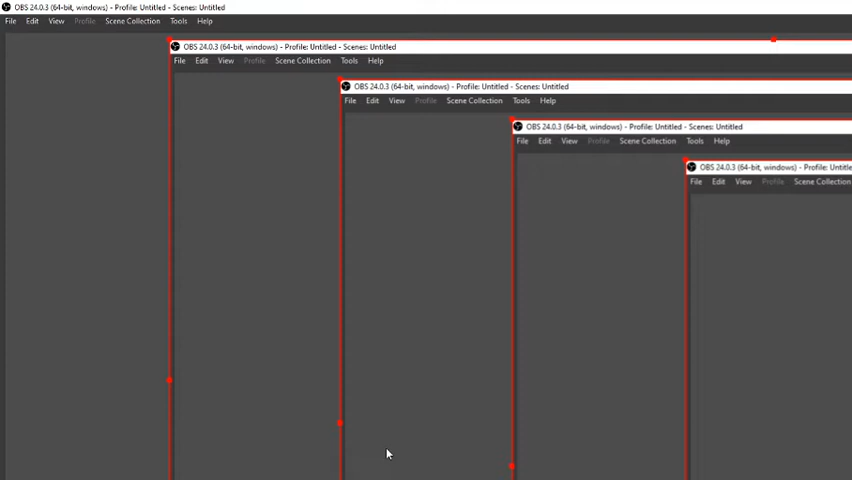 OBS 24.0.3 (64-bit, windows) - Profile: Untitled - Scenes: Untitled
File Edit View Profile Scene Collection Tools Help
OBS 24.0.3 (64-bit, windows) - Profile: Untitled - Scenes: Untitled
File Edit View Profile Scene Collection Tools Help
OBS 24.0.3 (64-bit, windows) - Profile: Untitled - Scenes: Untitled
File Edit View Profile Scene Collection Tools Help
OBS 24.0.3 (64-bit, windows) - Profile: Untitled - Scenes: Untitled
File Edit View Profile Scene Collection Tools Help
OBS 24.0.3 (64-bit, windows) - Profile: Untitle
File Edit View Profile Scene Collection